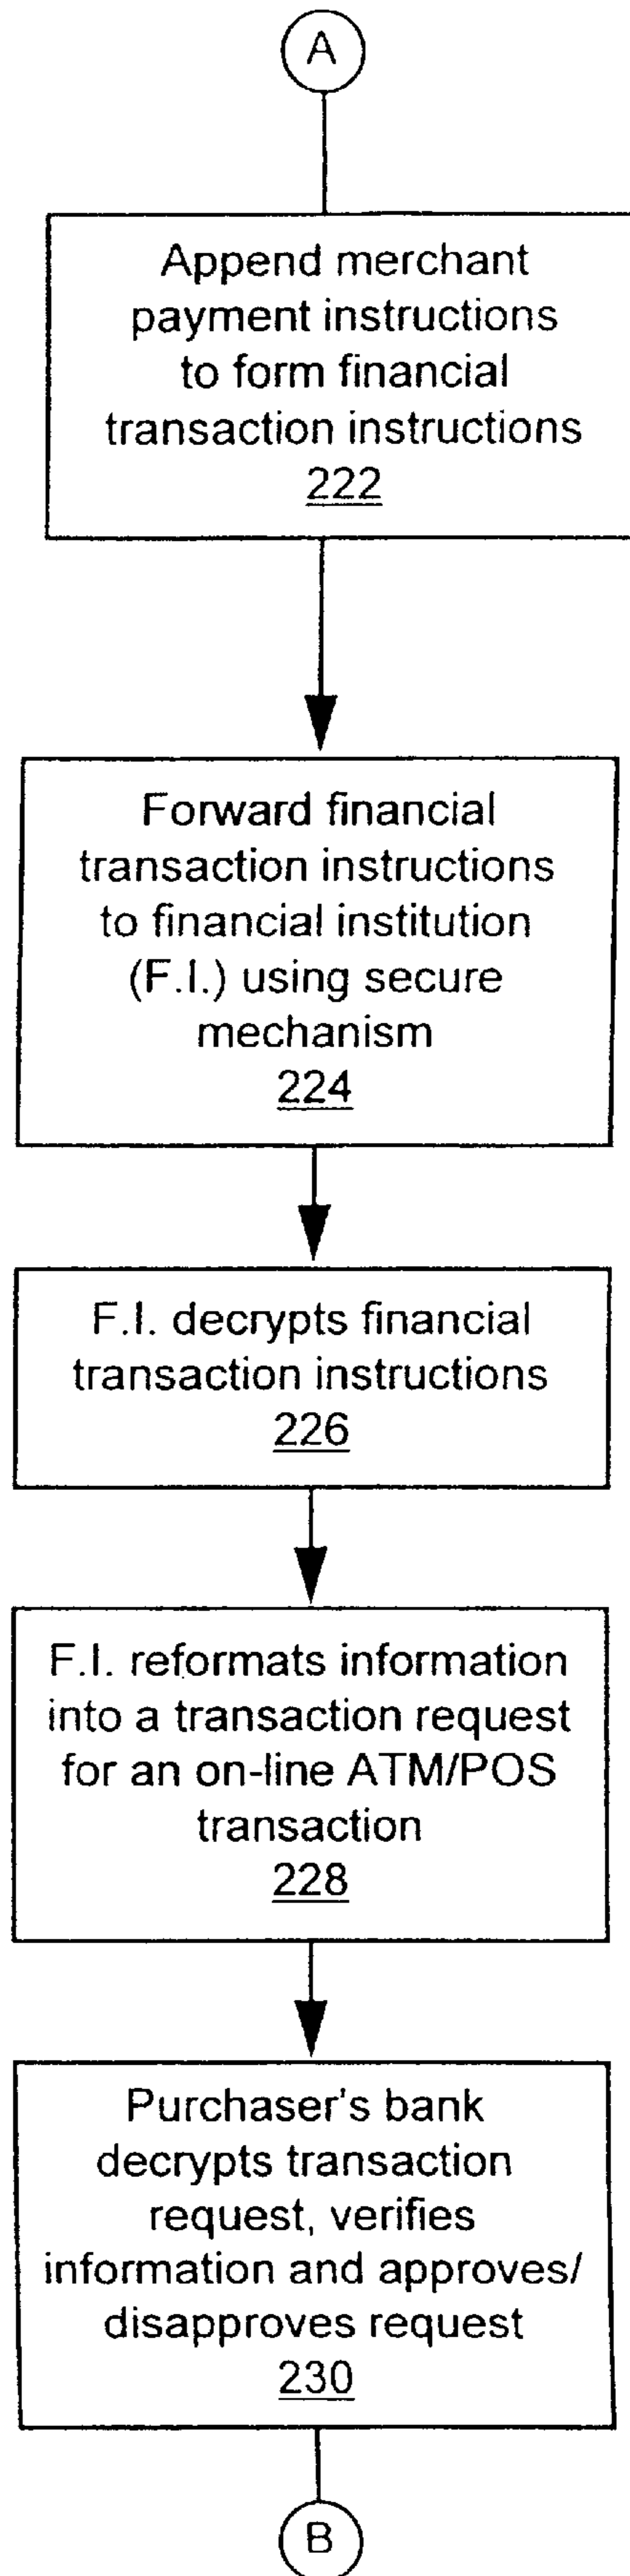 A
Append merchant
payment instructions
to form financial
transaction instructions
222
Forward financial
transaction instructions
to financial institution
(F.I.) using secure
mechanism
224
F.I. decrypts financial
transaction instructions
226
F.I. reformats information
into a transaction request
for an on-line ATM/POS
transaction
228
Purchaser's bank
decrypts transaction
request, verifies
information and approves/
disapproves request
230
B